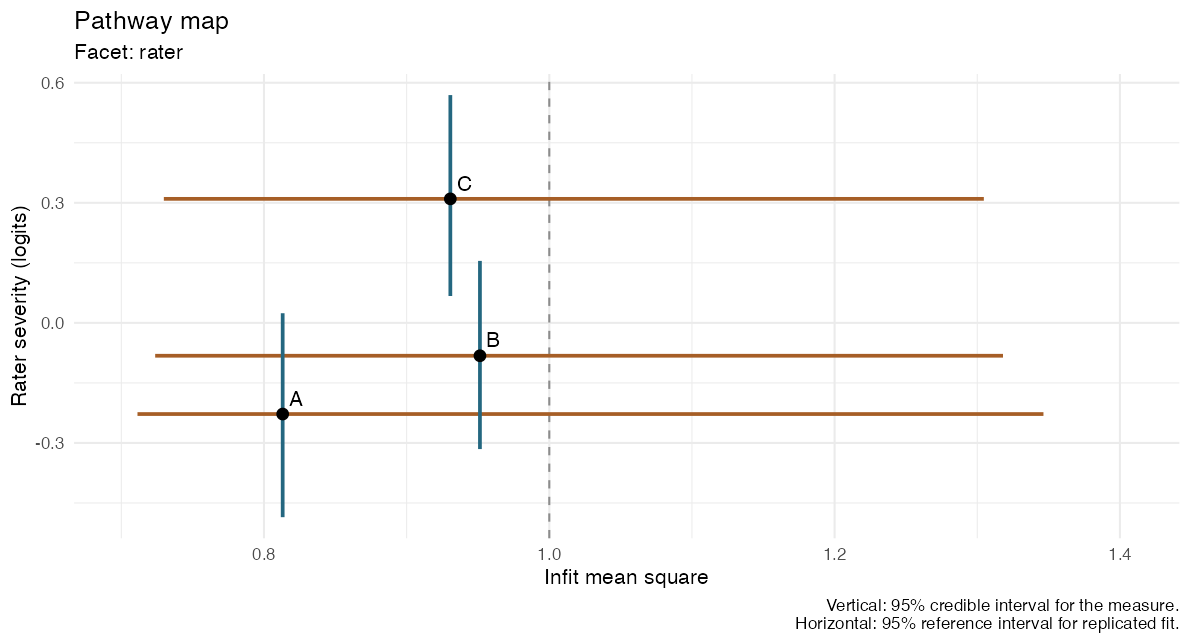 Pathway map
Facet: rater
0.6
0.3
0.0
-0.3
Rater severity (logits)
C
B
A
0.8
1.0
1.2
1.4
Infit mean square
Vertical: 95% credible interval for the measure.
Horizontal: 95% reference interval for replicated fit.